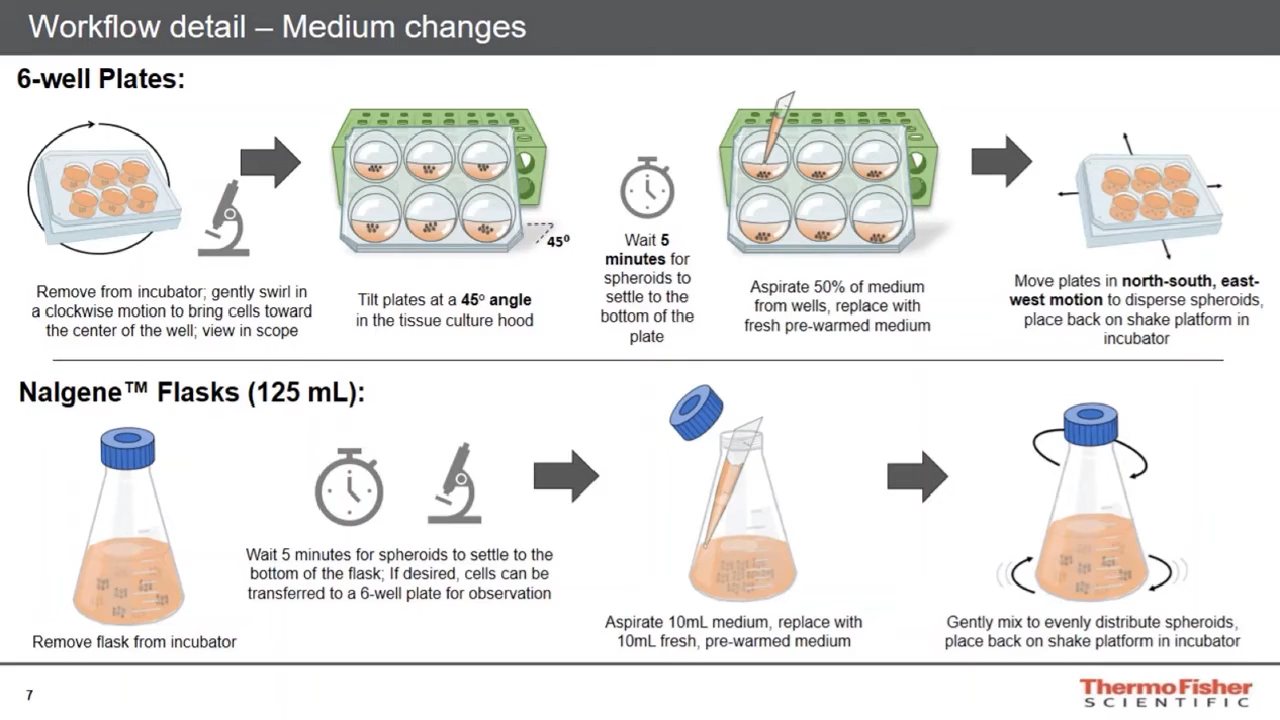 Workflow detail – Medium changes
6-well Plates:
45⁰
Remove from incubator; gently swirl in
a clockwise motion to bring cells toward
the center of the well; view in scope
Tilt plates at a 45° angle
in the tissue culture hood
Wait 5
minutes for
spheroids to
settle to the
bottom of the
plate
Aspirate 50% of medium
from wells, replace with
fresh pre-warmed medium
Move plates in north-south, east-
west motion to disperse spheroids,
place back on shake platform in
incubator
Nalgene™ Flasks (125 mL):
Remove flask from incubator
Wait 5 minutes for spheroids to settle to the
bottom of the flask; If desired, cells can be
transferred to a 6-well plate for observation
Aspirate 10mL medium, replace with
10mL fresh, pre-warmed medium
Gently mix to evenly distribute spheroids,
place back on shake platform in incubator
7
ThermoFisher
SCIENTIFIC